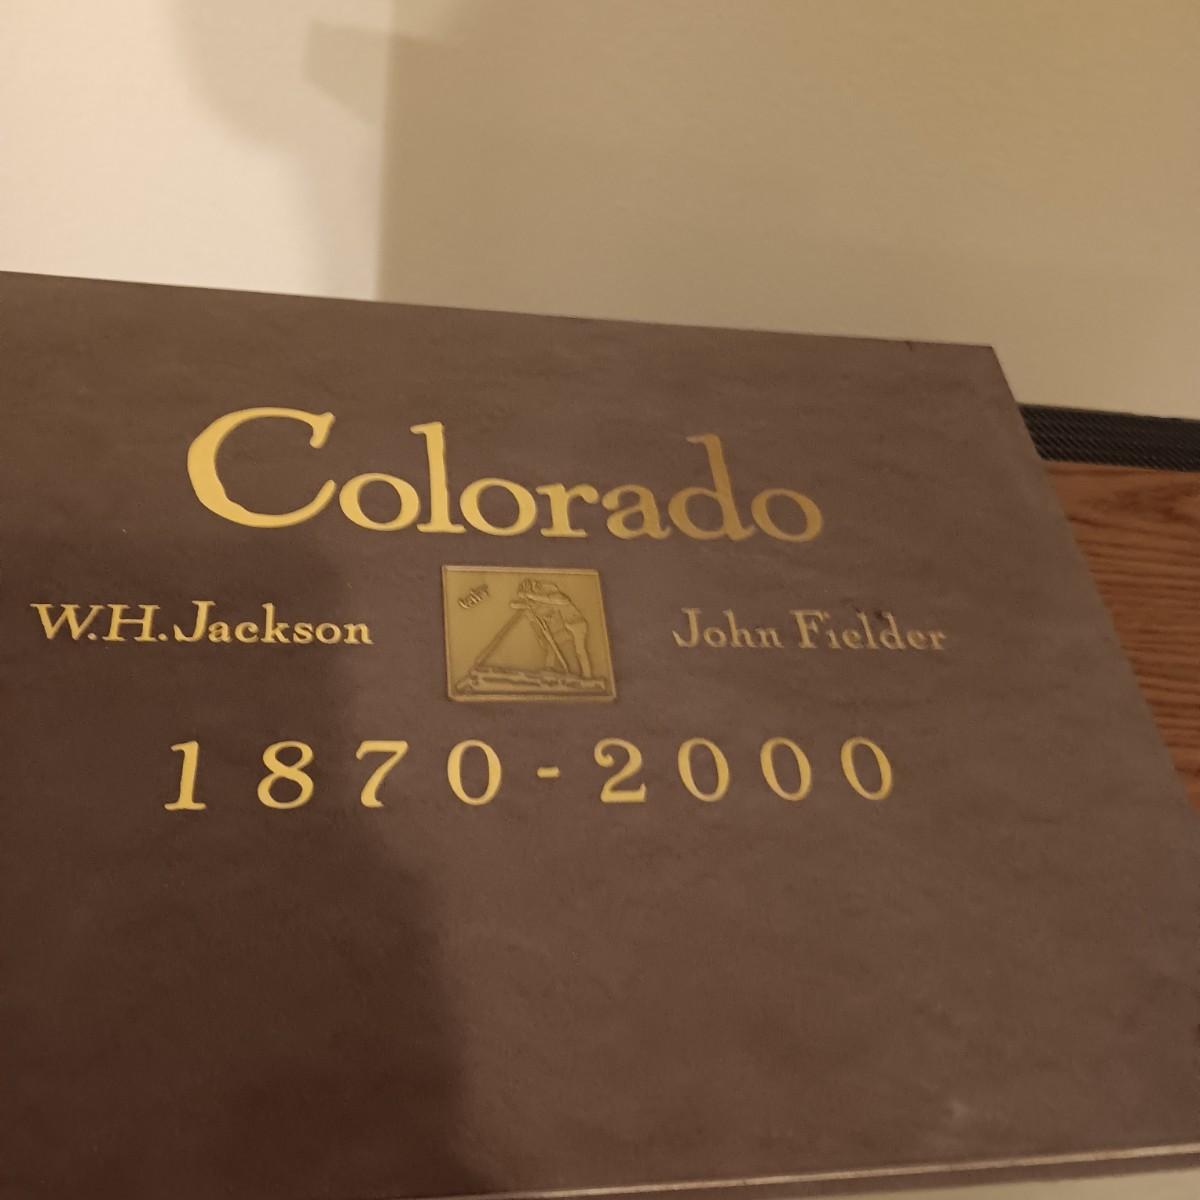 Colorado
W.H. Jackson
John Fielder
1870-2000